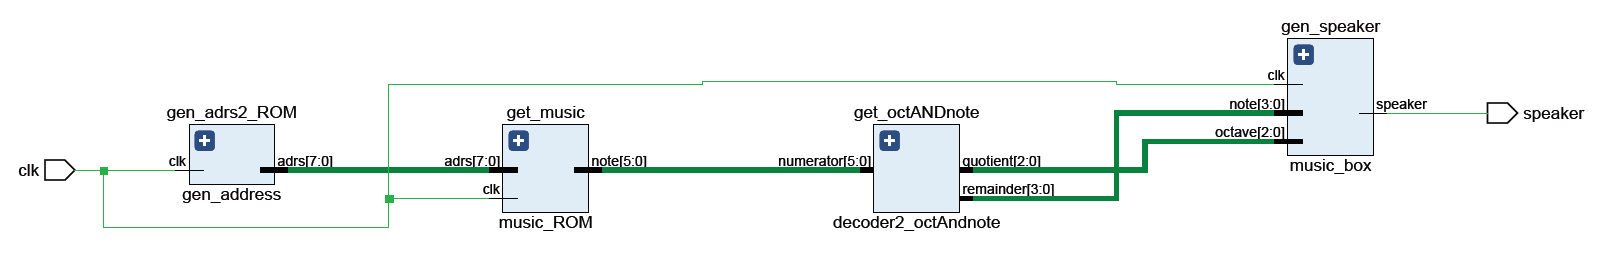 gen_speaker
clk
gen_adrs2_ROM
get_music
get_octANDnote
note[3:0]
speaker
speaker
octave[2:0]
clk
clk
adrs[7:0]
adrs[7:0]
note[5:0]
numerator[5:0]
quotient[2:0]
music_box
gen_address
clk
remainder[3:0]
music_ROM
decoder2_octAndnote